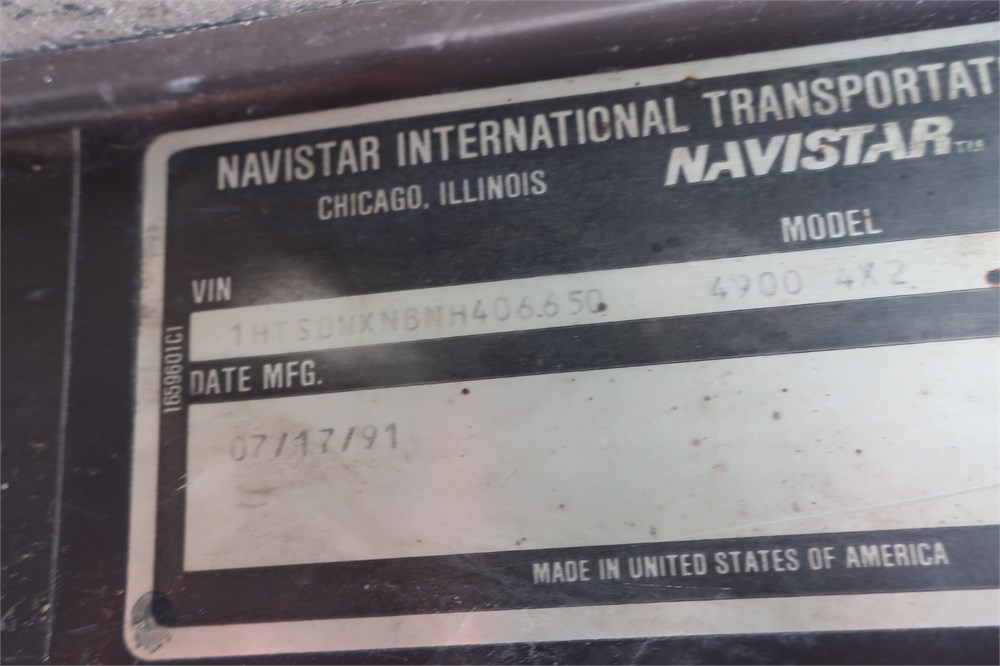 NAVISTAR INTERNATIONAL TRANSPORTAT
CHICAGO, ILLINOIS
NAVISTAR TM
MODEL
VIN
1HTSDNXN8NH406650 4900 4X2
1659601C1
DATE MFG.
07/17/91
MADE IN UNITED STATES OF AMERICA